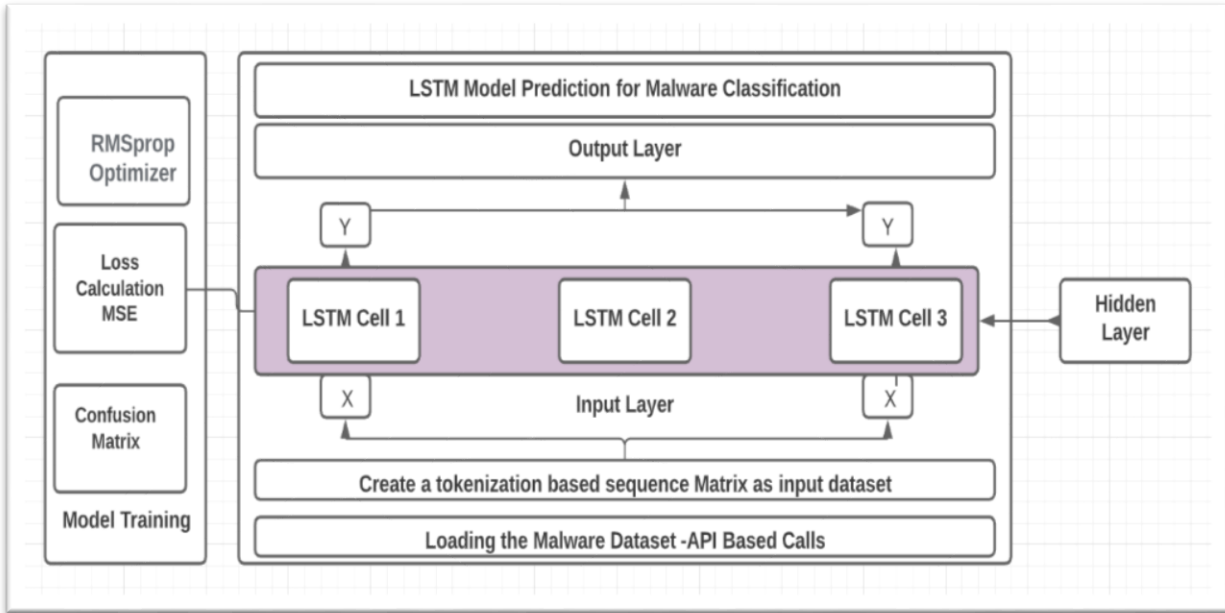 RMSprop
Optimizer
Loss
Calculation
MSE
Confusion
Matrix
Model Training
LSTM Model Prediction for Malware Classification
Output Layer
Y
Y
LSTM Cell 1
LSTM Cell 2
LSTM Cell 3
X
Input Layer
X
Create a tokenization based sequence Matrix as input dataset
Loading the Malware Dataset -API Based Calls
Hidden
Layer